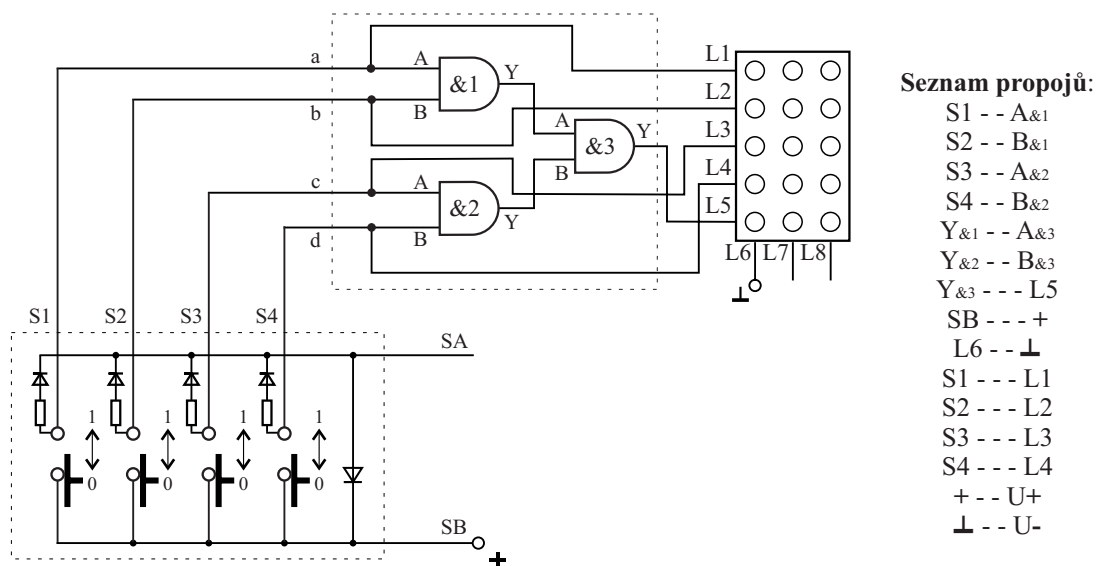 a
b
c
d
A
&1
B
Y
A
&2
B
Y
A
&3
B
Y
L1
L2
L3
L4
L5
L6 L7 L8
⊥
S1 S2 S3 S4
SA
1 1 1 1
0 0 0 0
SB
+
Seznam propojů:
S1 - - A&1
S2 - - B&1
S3 - - A&2
S4 - - B&2
Y&1 - - A&3
Y&2 - - B&3
Y&3 - - - L5
SB - - - +
L6 - - ⊥
S1 - - - L1
S2 - - - L2
S3 - - - L3
S4 - - - L4
+ - - U+
⊥ - - U-